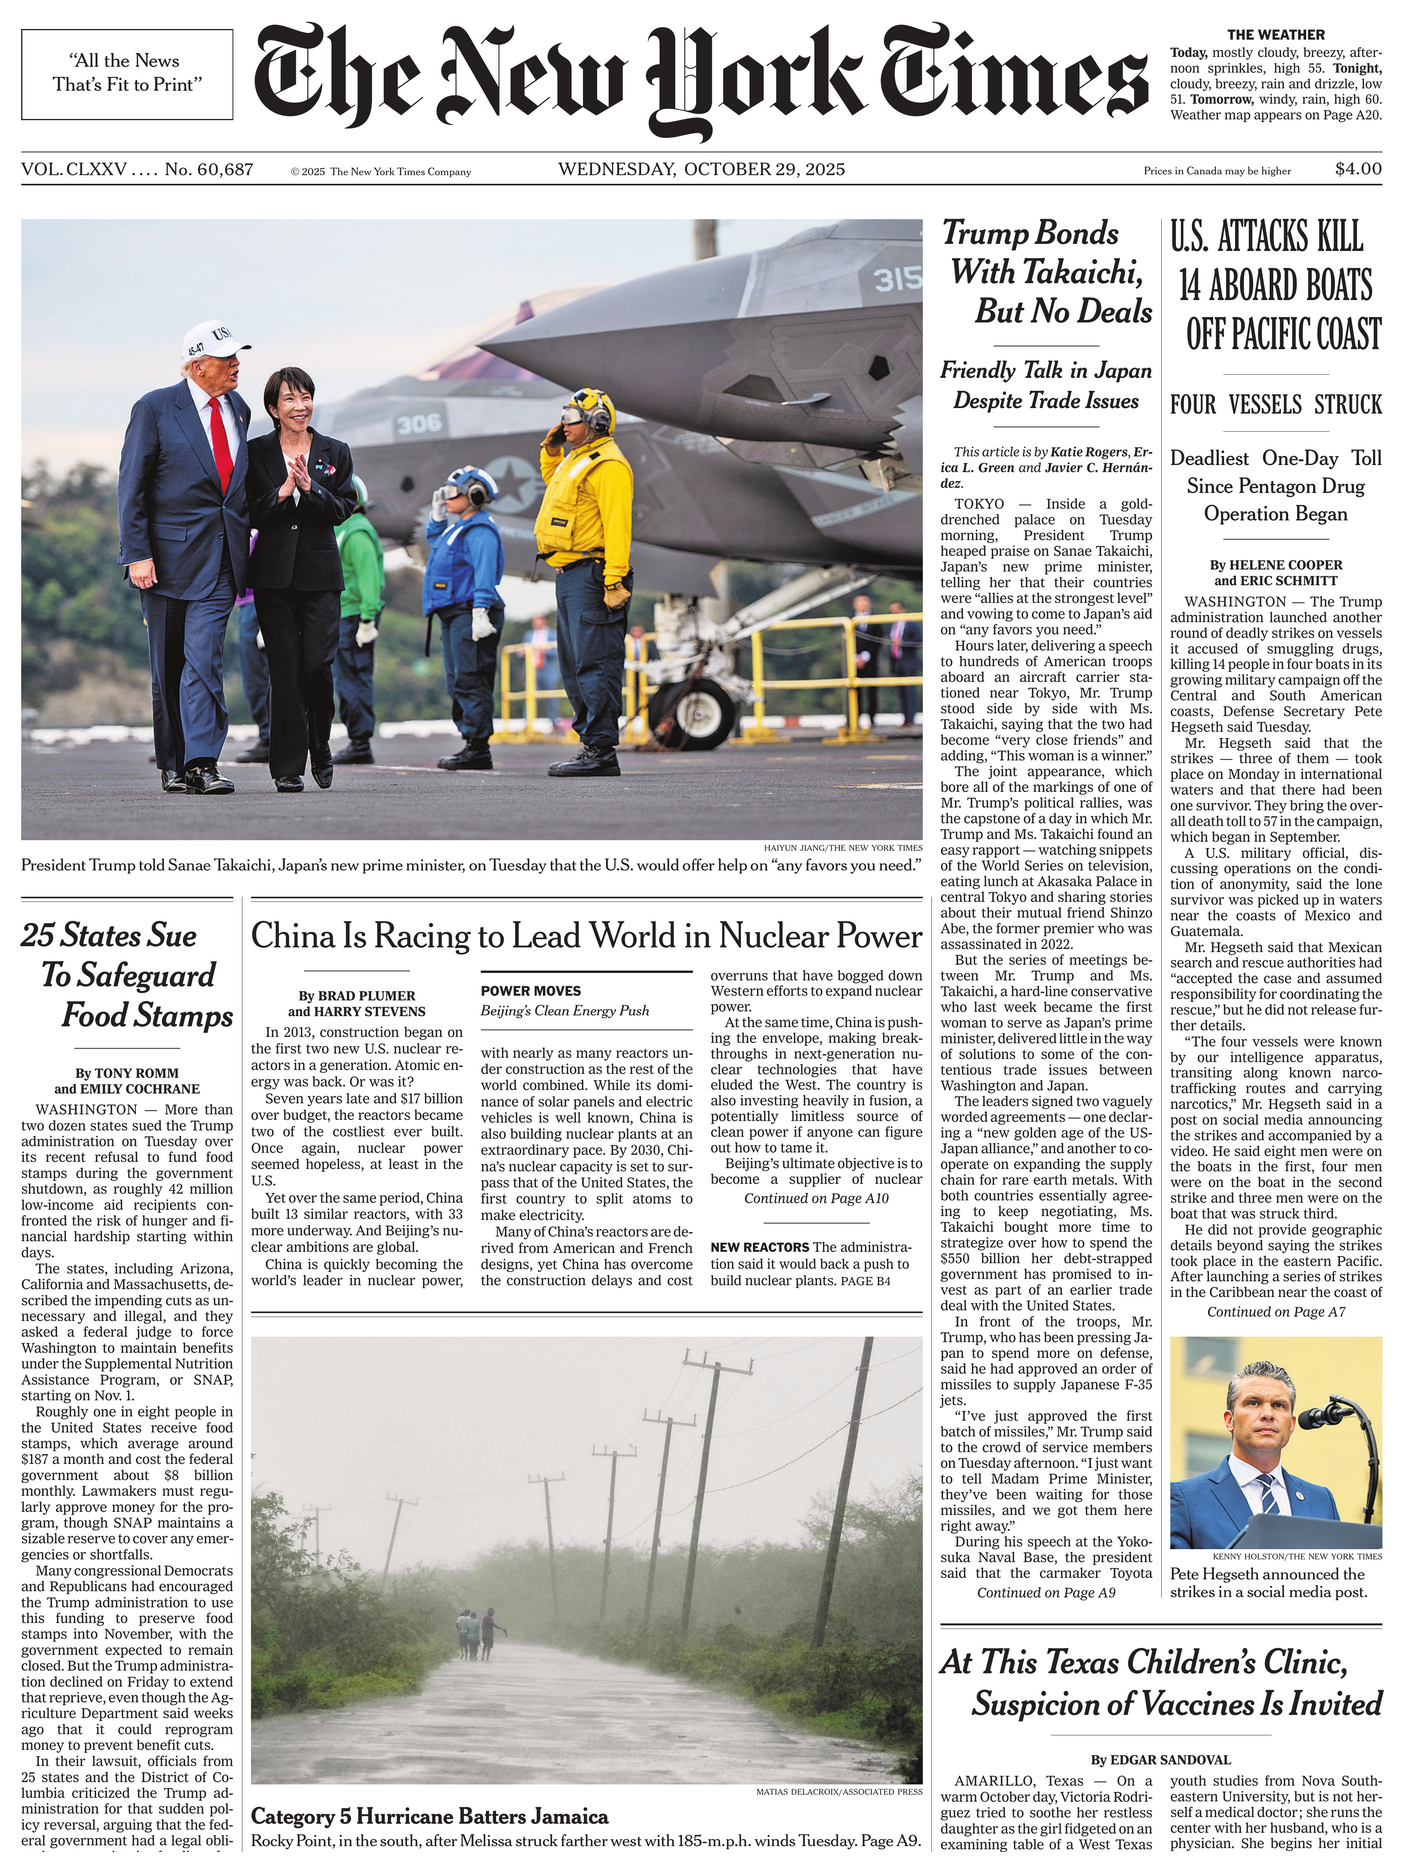 “All the News
That’s Fit to Print”
The New York Times
THE WEATHER
Today, mostly cloudy, breezy, after-
noon sprinkles, high 55. Tonight,
cloudy, breezy, rain and drizzle, low
51. Tomorrow, windy, rain, high 60.
Weather map appears on Page A20.
VOL. CLXXV .... No. 60,687
© 2025 The New York Times Company
WEDNESDAY, OCTOBER 29, 2025
Prices in Canada may be higher
$4.00
USA
45-47
306
315
HAIYUN JIANG/THE NEW YORK TIMES
President Trump told Sanae Takaichi, Japan’s new prime minister, on Tuesday that the U.S. would offer help on “any favors you need.”
25 States Sue
To Safeguard
Food Stamps
By TONY ROMM
and EMILY COCHRANE
WASHINGTON — More than
two dozen states sued the Trump
administration on Tuesday over
its recent refusal to fund food
stamps during the government
shutdown, as roughly 42 million
low-income aid recipients con-
fronted the risk of hunger and fi-
nancial hardship starting within
days.
The states, including Arizona,
California and Massachusetts, de-
scribed the impending cuts as un-
necessary and illegal, and they
asked a federal judge to force
Washington to maintain benefits
under the Supplemental Nutrition
Assistance Program, or SNAP,
starting on Nov. 1.
Roughly one in eight people in
the United States receive food
stamps, which average around
$187 a month and cost the federal
government about $8 billion
monthly. Lawmakers must regu-
larly approve money for the pro-
gram, though SNAP maintains a
sizable reserve to cover any emer-
gencies or shortfalls.
Many congressional Democrats
and Republicans had encouraged
the Trump administration to use
this funding to preserve food
stamps into November, with the
government expected to remain
closed. But the Trump administra-
tion declined on Friday to extend
that reprieve, even though the Ag-
riculture Department said weeks
ago that it could reprogram
money to prevent benefit cuts.
In their lawsuit, officials from
25 states and the District of Co-
lumbia criticized the Trump ad-
ministration for that sudden pol-
icy reversal, arguing that the fed-
eral government had a legal obli-
China Is Racing to Lead World in Nuclear Power
By BRAD PLUMER
and HARRY STEVENS
In 2013, construction began on
the first two new U.S. nuclear re-
actors in a generation. Atomic en-
ergy was back. Or was it?
Seven years late and $17 billion
over budget, the reactors became
two of the costliest ever built.
Once again, nuclear power
seemed hopeless, at least in the
U.S.
Yet over the same period, China
built 13 similar reactors, with 33
more underway. And Beijing’s nu-
clear ambitions are global.
China is quickly becoming the
world’s leader in nuclear power,
POWER MOVES
Beijing’s Clean Energy Push
with nearly as many reactors un-
der construction as the rest of the
world combined. While its domi-
nance of solar panels and electric
vehicles is well known, China is
also building nuclear plants at an
extraordinary pace. By 2030, Chi-
na’s nuclear capacity is set to sur-
pass that of the United States, the
first country to split atoms to
make electricity.
Many of China’s reactors are de-
rived from American and French
designs, yet China has overcome
the construction delays and cost
overruns that have bogged down
Western efforts to expand nuclear
power.
At the same time, China is push-
ing the envelope, making break-
throughs in next-generation nu-
clear technologies that have
eluded the West. The country is
also investing heavily in fusion, a
potentially limitless source of
clean power if anyone can figure
out how to tame it.
Beijing’s ultimate objective is to
become a supplier of nuclear
Continued on Page A10
NEW REACTORS The administra-
tion said it would back a push to
build nuclear plants. PAGE B4
MATIAS DELACROIX/ASSOCIATED PRESS
Category 5 Hurricane Batters Jamaica
Rocky Point, in the south, after Melissa struck farther west with 185-m.p.h. winds Tuesday. Page A9.
Trump Bonds
With Takaichi,
But No Deals
Friendly Talk in Japan
Despite Trade Issues
This article is by Katie Rogers, Er-
ica L. Green and Javier C. Hernán-
dez.
TOKYO — Inside a gold-
drenched palace on Tuesday
morning, President Trump
heaped praise on Sanae Takaichi,
Japan’s new prime minister,
telling her that their countries
were “allies at the strongest level”
and vowing to come to Japan’s aid
on “any favors you need.”
Hours later, delivering a speech
to hundreds of American troops
aboard an aircraft carrier sta-
tioned near Tokyo, Mr. Trump
stood side by side with Ms.
Takaichi, saying that the two had
become “very close friends” and
adding, “This woman is a winner.”
The joint appearance, which
bore all of the markings of one of
Mr. Trump’s political rallies, was
the capstone of a day in which Mr.
Trump and Ms. Takaichi found an
easy rapport — watching snippets
of the World Series on television,
eating lunch at Akasaka Palace in
central Tokyo and sharing stories
about their mutual friend Shinzo
Abe, the former premier who was
assassinated in 2022.
But the series of meetings be-
tween Mr. Trump and Ms.
Takaichi, a hard-line conservative
who last week became the first
woman to serve as Japan’s prime
minister, delivered little in the way
of solutions to some of the con-
tentious trade issues between
Washington and Japan.
The leaders signed two vaguely
worded agreements — one declar-
ing a “new golden age of the US-
Japan alliance,” and another to co-
operate on expanding the supply
chain for rare earth metals. With
both countries essentially agree-
ing to keep negotiating, Ms.
Takaichi bought more time to
strategize over how to spend the
$550 billion her debt-strapped
government has promised to in-
vest as part of an earlier trade
deal with the United States.
In front of the troops, Mr.
Trump, who has been pressing Ja-
pan to spend more on defense,
said he had approved an order of
missiles to supply Japanese F-35
jets.
“I’ve just approved the first
batch of missiles,” Mr. Trump said
to the crowd of service members
on Tuesday afternoon. “I just want
to tell Madam Prime Minister,
they’ve been waiting for those
missiles, and we got them here
right away.”
During his speech at the Yoko-
suka Naval Base, the president
said that the carmaker Toyota
Continued on Page A9
U.S. ATTACKS KILL
14 ABOARD BOATS
OFF PACIFIC COAST
FOUR VESSELS STRUCK
Deadliest One-Day Toll
Since Pentagon Drug
Operation Began
By HELENE COOPER
and ERIC SCHMITT
WASHINGTON — The Trump
administration launched another
round of deadly strikes on vessels
it accused of smuggling drugs,
killing 14 people in four boats in its
growing military campaign off the
Central and South American
coasts, Defense Secretary Pete
Hegseth said Tuesday.
Mr. Hegseth said that the
strikes — three of them — took
place on Monday in international
waters and that there had been
one survivor. They bring the over-
all death toll to 57 in the campaign,
which began in September.
A U.S. military official, dis-
cussing operations on the condi-
tion of anonymity, said the lone
survivor was picked up in waters
near the coasts of Mexico and
Guatemala.
Mr. Hegseth said that Mexican
search and rescue authorities had
“accepted the case and assumed
responsibility for coordinating the
rescue,” but he did not release fur-
ther details.
“The four vessels were known
by our intelligence apparatus,
transiting along known narco-
trafficking routes and carrying
narcotics,” Mr. Hegseth said in a
post on social media announcing
the strikes and accompanied by a
video. He said eight men were on
the boats in the first, four men
were on the boat in the second
strike and three men were on the
boat that was struck third.
He did not provide geographic
details beyond saying the strikes
took place in the eastern Pacific.
After launching a series of strikes
in the Caribbean near the coast of
Continued on Page A7
KENNY HOLSTON/THE NEW YORK TIMES
Pete Hegseth announced the
strikes in a social media post.
At This Texas Children’s Clinic,
Suspicion of Vaccines Is Invited
By EDGAR SANDOVAL
AMARILLO, Texas — On a
warm October day, Victoria Rodri-
guez tried to soothe her restless
daughter as the girl fidgeted on an
examining table of a West Texas
youth studies from Nova South-
eastern University, but is not her-
self a medical doctor; she runs the
center with her husband, who is a
physician. She begins her initial